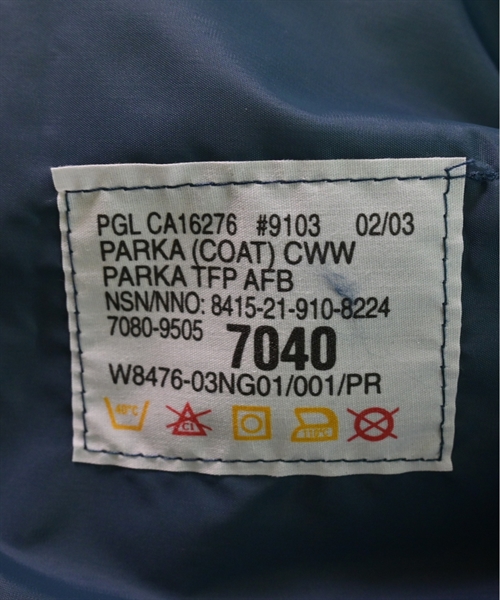 PGL CA16276 #9103 02/03
PARKA (COAT) CWW
PARKA TFP AFB
NSN/NNO: 8415-21-910-8224
7080-9505 7040
W8476-03NG01/001/PR
40°C CL 110°C